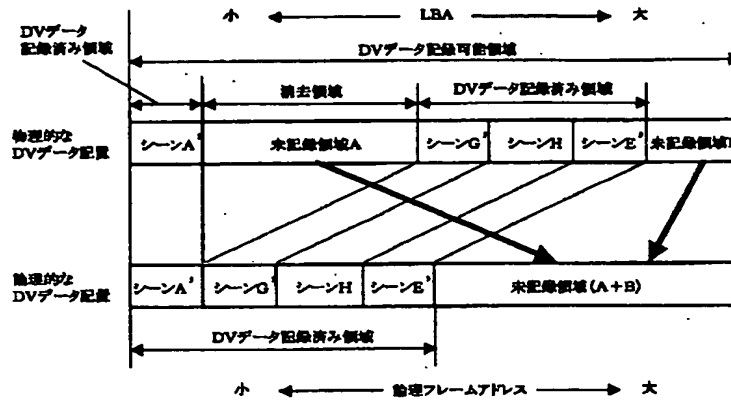 小 LBA 大
DVデータ
記録済み領域
DVデータ記録可能領域
消去領域 DVデータ記録済み領域
物理的な
DVデータ配置
シーンA' 未記録領域A シーンG' シーンH シーンE' 未記録領域B
論理的な
DVデータ配置
シーンA' シーンG' シーンH シーンE' 未記録領域(A+B)
DVデータ記録済み領域
小 論理フレームアドレス 大